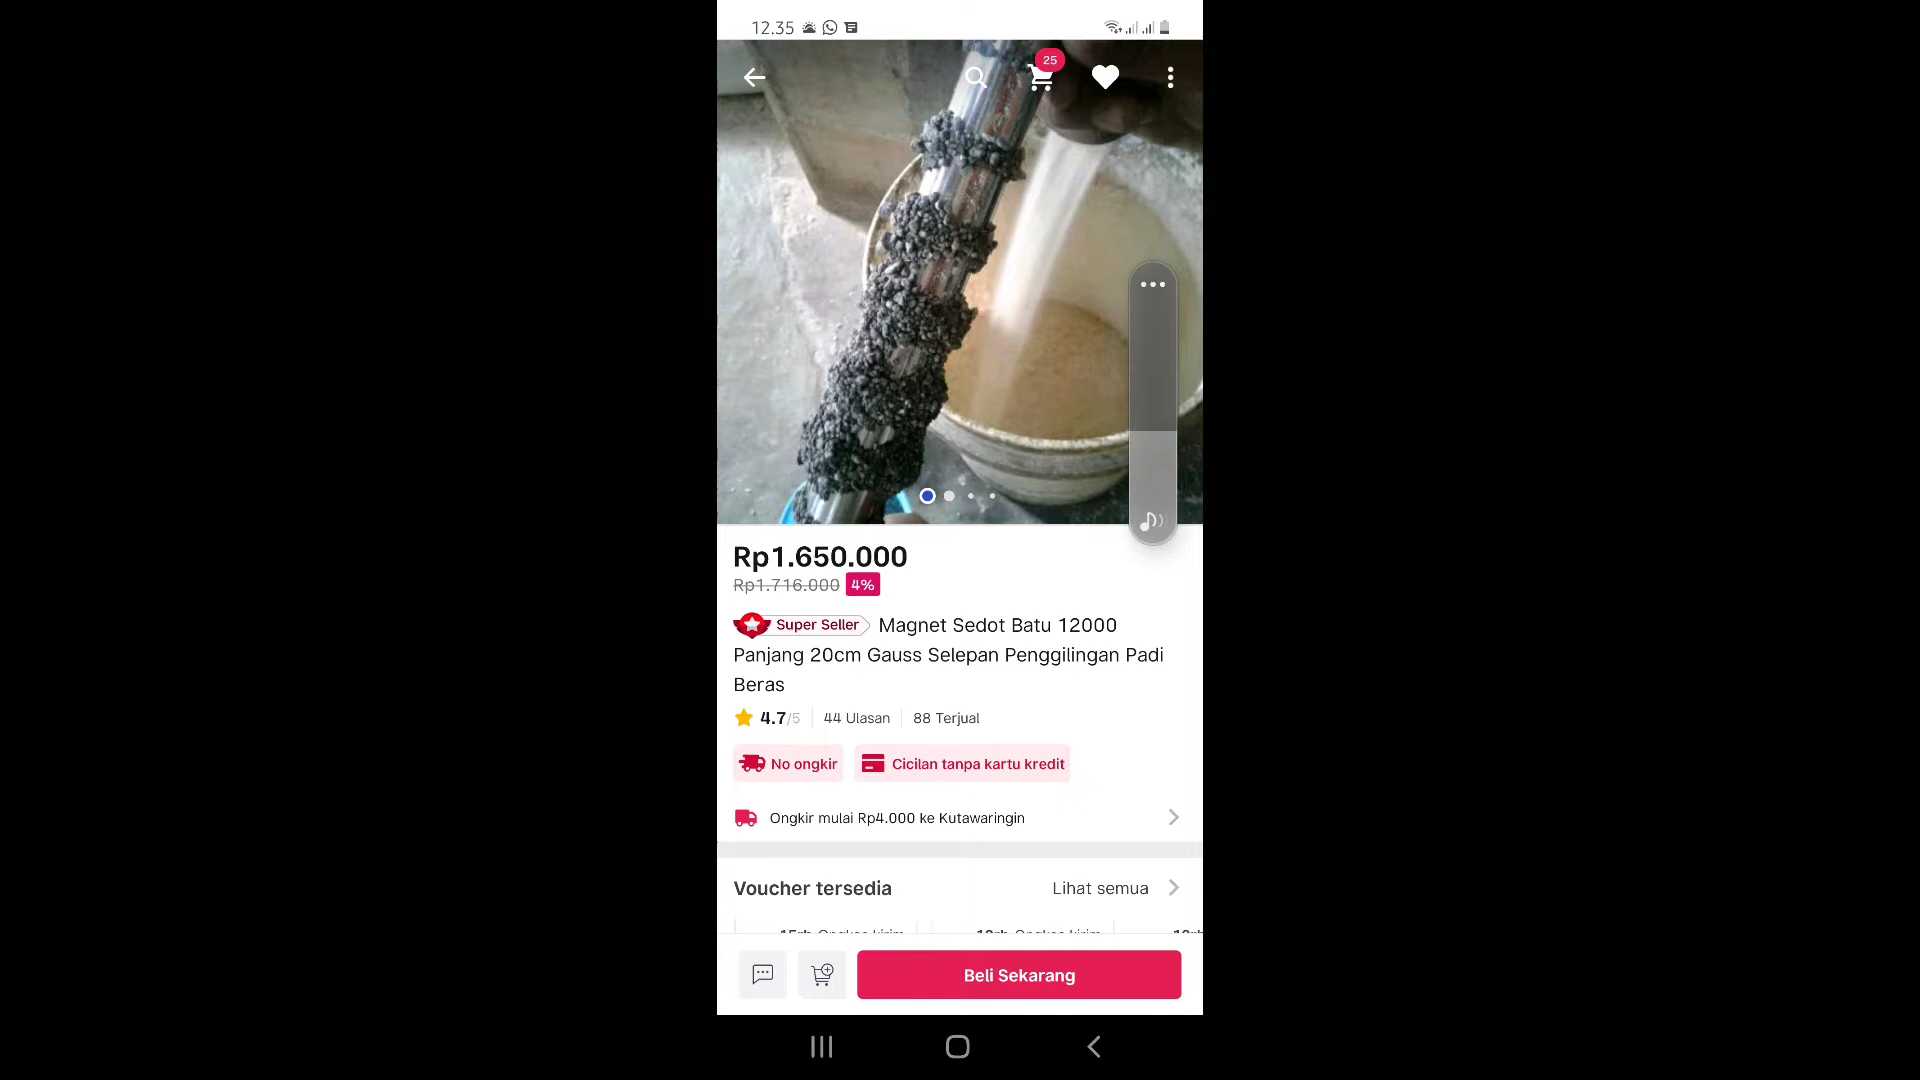 12.35
25
Rp1.650.000
Rp1.716.000 4%
Super Seller Magnet Sedot Batu 12000
Panjang 20cm Gauss Selepan Penggilingan Padi
Beras
4.7/5 44 Ulasan 88 Terjual
No ongkir Cicilan tanpa kartu kredit
Ongkir mulai Rp4.000 ke Kutawaringin
Voucher tersedia Lihat semua
Beli Sekarang